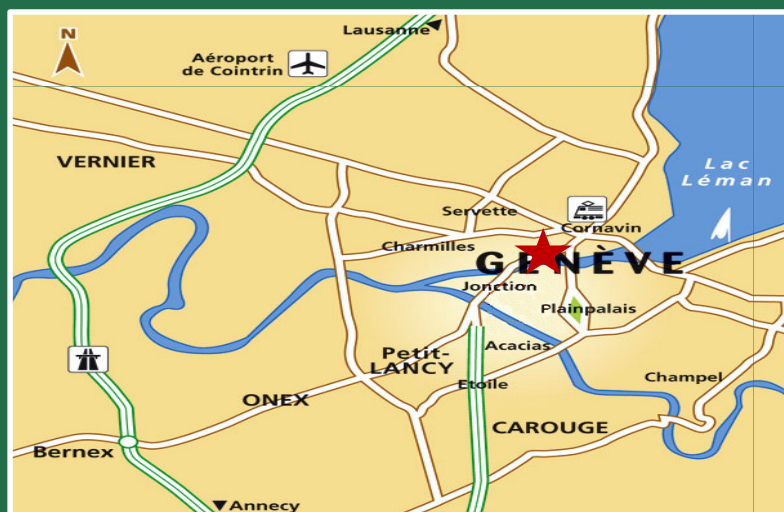 N
Lausanne
Aéroport
de Cointrin
VERNIER
Lac
Léman
Servette
Cornavin
Charmilles
GENÈVE
Jonction
Plainpalais
Acacias
Petit-
LANCY
Etoile
Champel
ONEX
CAROUGE
Bernex
Annecy